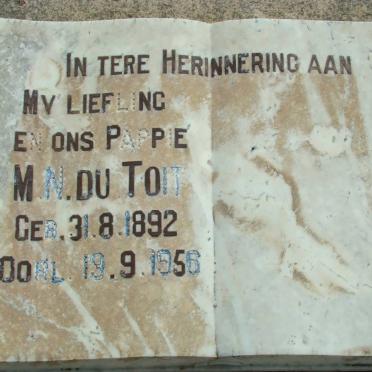 IN TERE HERINNERING AAN
MY LIEFLING
EN ONS PAPPIE
M.N. DU TOIT
GEB. 31.8.1892
OORL 19.9.1956